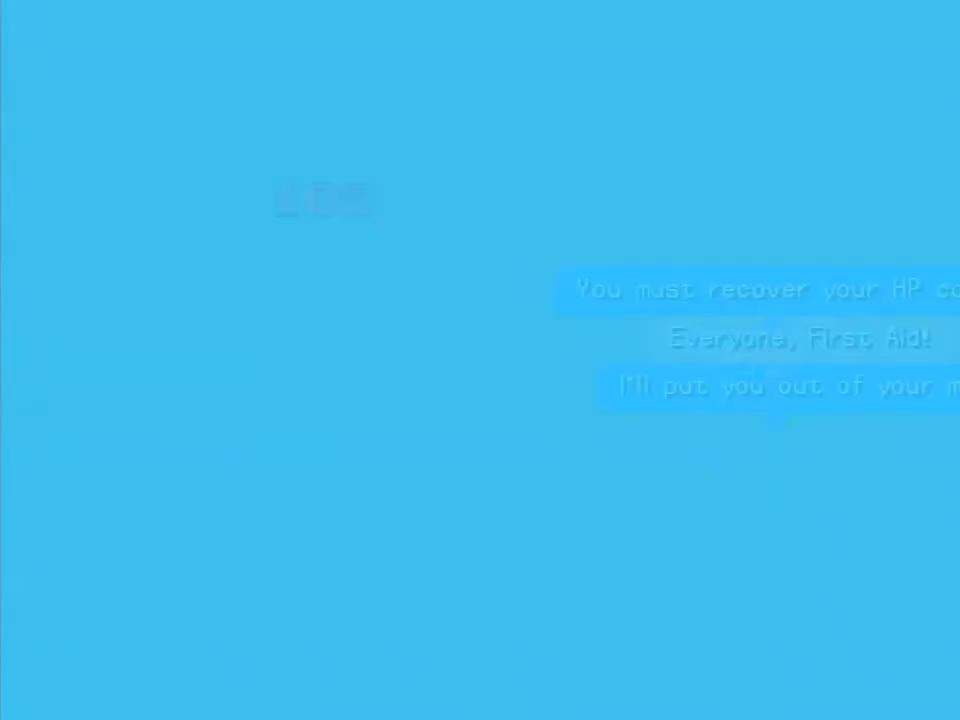 You must recover your HP
Everyone, First Aid!
I'll put you out of your